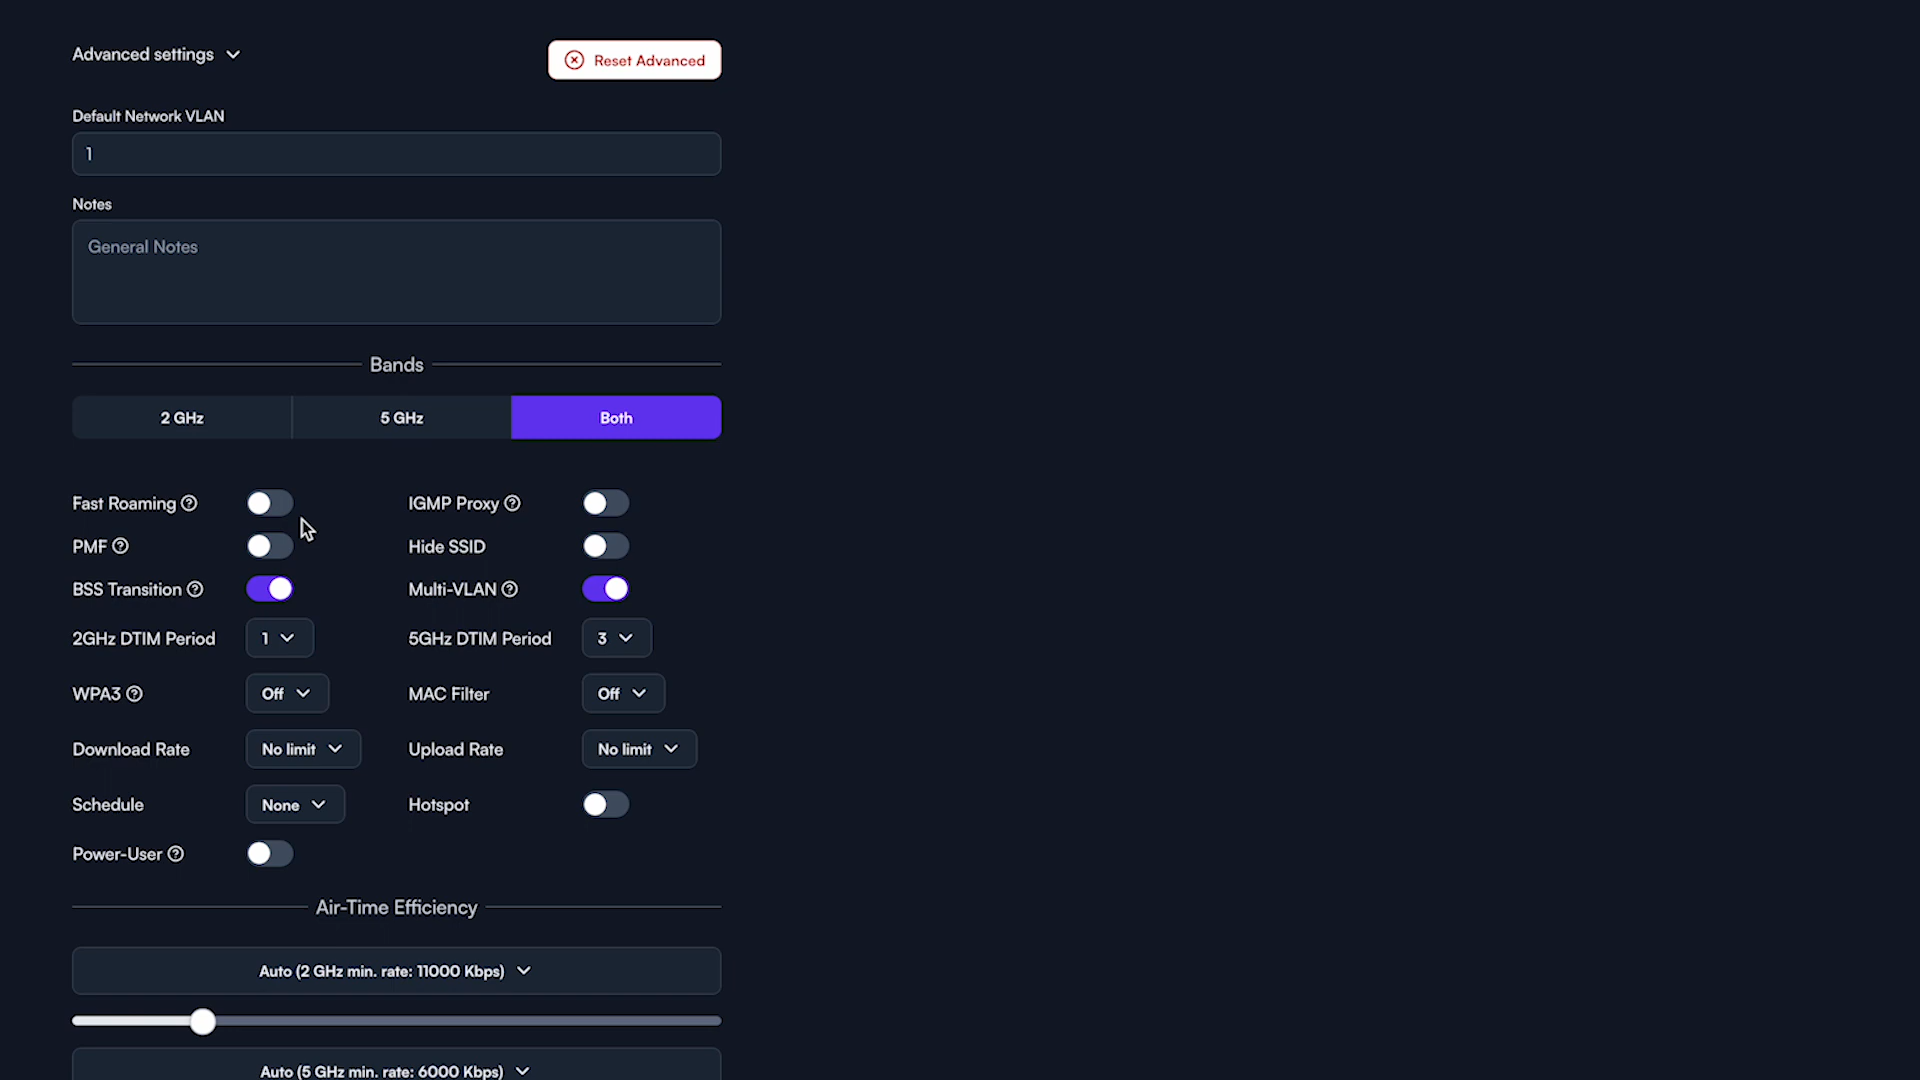 Advanced settings
Reset Advanced
Default Network VLAN
1
Notes
General Notes
Bands
2 GHz 5 GHz Both
Fast Roaming IGMP Proxy
PMF Hide SSID
BSS Transition Multi-VLAN
2GHz DTIM Period 1 5GHz DTIM Period 3
WPA3 Off MAC Filter Off
Download Rate No limit Upload Rate No limit
Schedule None Hotspot
Power-User
Air-Time Efficiency
Auto (2 GHz min. rate: 11000 Kbps)
Auto (5 GHz min. rate: 6000 Kbps)